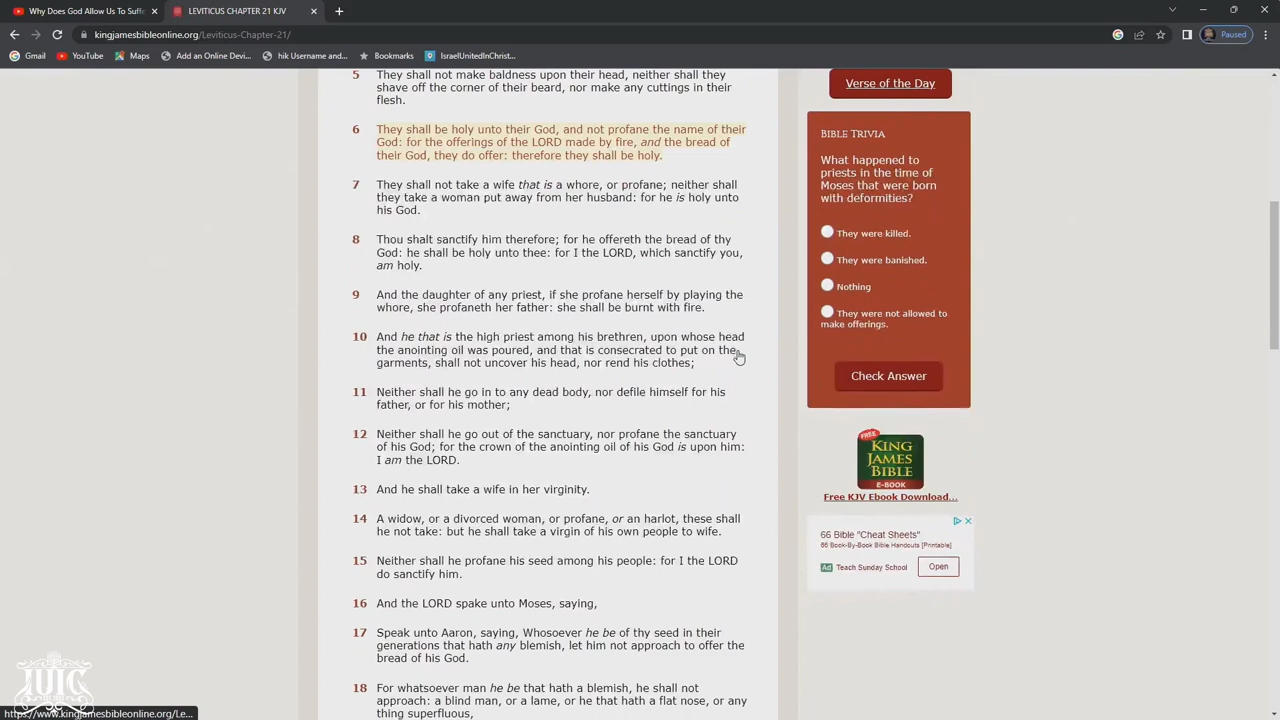 Why Does God Allow Us To Suffe
LEVITICUS CHAPTER 21 KJV
kingjamesbibleonline.org/Leviticus-Chapter-21/
Paused
Gmail
YouTube
Maps
Add an Online Devi...
hik Username and...
Bookmarks
IsraelUnitedInChrist...
5 They shall not make baldness upon their head, neither shall they
shave off the corner of their beard, nor make any cuttings in their
flesh.
6 They shall be holy unto their God, and not profane the name of their
God: for the offerings of the LORD made by fire, and the bread of
their God, they do offer: therefore they shall be holy.
7 They shall not take a wife that is a whore, or profane; neither shall
they take a woman put away from her husband: for he is holy unto
his God.
8 Thou shalt sanctify him therefore; for he offereth the bread of thy
God: he shall be holy unto thee: for I the LORD, which sanctify you,
am holy.
9 And the daughter of any priest, if she profane herself by playing the
whore, she profaneth her father: she shall be burnt with fire.
10 And he that is the high priest among his brethren, upon whose head
the anointing oil was poured, and that is consecrated to put on the
garments, shall not uncover his head, nor rend his clothes;
11 Neither shall he go in to any dead body, nor defile himself for his
father, or for his mother;
12 Neither shall he go out of the sanctuary, nor profane the sanctuary
of his God; for the crown of the anointing oil of his God is upon him:
I am the LORD.
13 And he shall take a wife in her virginity.
14 A widow, or a divorced woman, or profane, or an harlot, these shall
he not take: but he shall take a virgin of his own people to wife.
15 Neither shall he profane his seed among his people: for I the LORD
do sanctify him.
16 And the LORD spake unto Moses, saying,
17 Speak unto Aaron, saying, Whosoever he be of thy seed in their
generations that hath any blemish, let him not approach to offer the
bread of his God.
18 For whatsoever man he be that hath a blemish, he shall not
approach: a blind man, or a lame, or he that hath a flat nose, or any
thing superfluous,
Verse of the Day
BIBLE TRIVIA
What happened to
priests in the time of
Moses that were born
with deformities?
They were killed.
They were banished.
Nothing
They were not allowed to
make offerings.
Check Answer
FREE
KING
JAMES
BIBLE
E-BOOK
Free KJV Ebook Download...
66 Bible "Cheat Sheets"
66 Book-By-Book Bible Handouts [Printable]
Ad Teach Sunday School
Open
IUIC
https://www.kingjamesbibleonline.org/Le...